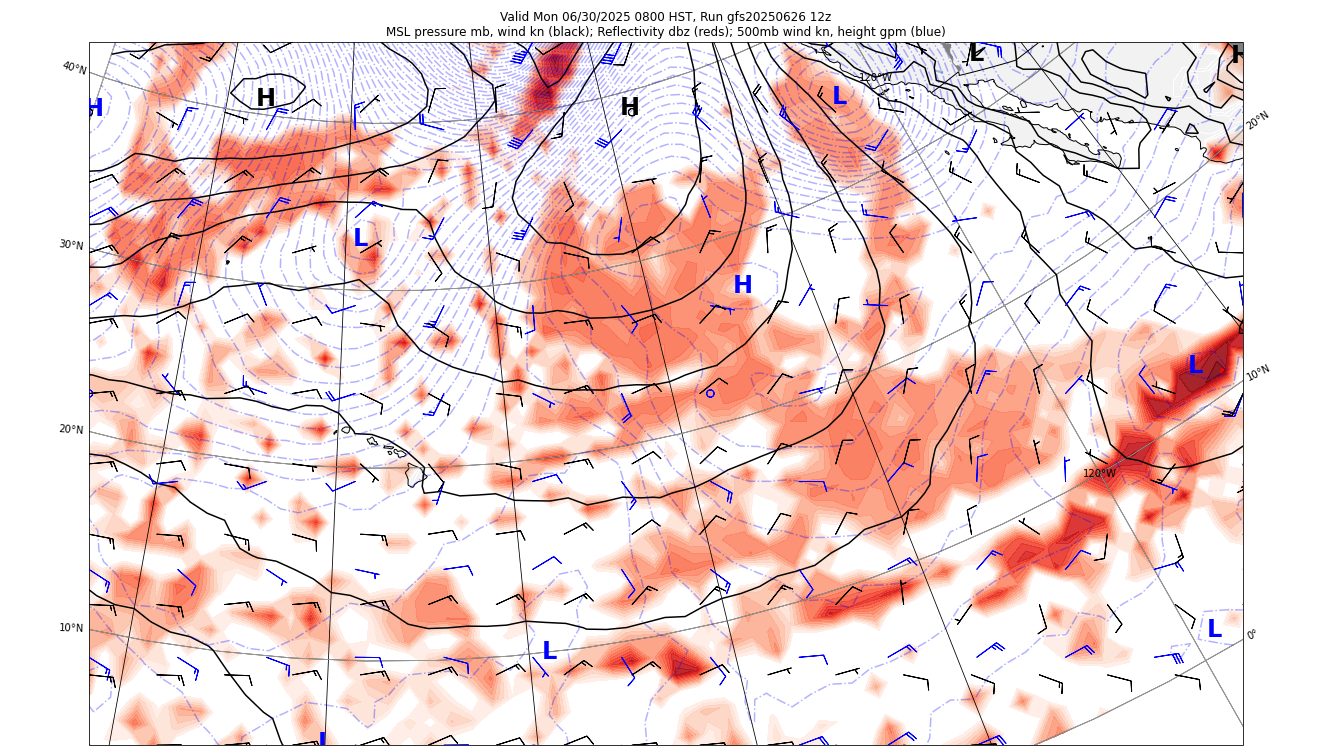 Valid Mon 06/30/2025 0800 HST, Run gfs20250626 12z
MSL pressure mb, wind kn (black); Reflectivity dbz (reds); 500mb wind kn, height gpm (blue)
40°N
H
H
H
L
120°W
L
H
20°N
30°N
L
H
L
10°N
20°N
120°W
10°N
L
L
0°
L